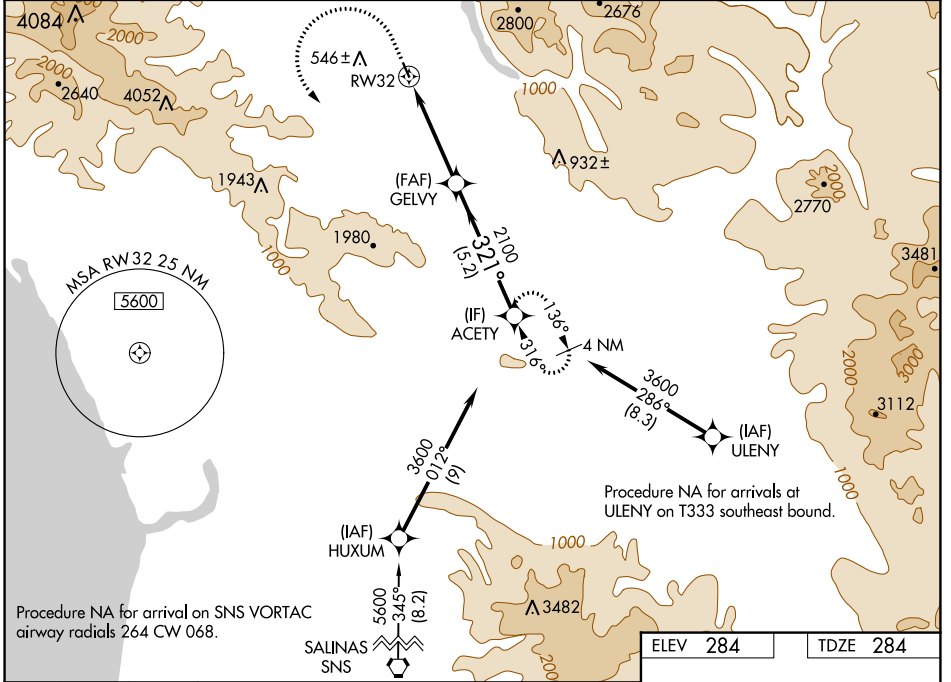 4084
2000
2000
2640
4052
546±
RW32
2800
2676
1000
932±
(FAF)
GELVY
1943
2000
2770
1980
1000
2100
321°
(5.2)
3481
MSA RW32 25 NM
5600
(IF)
ACETY
136°
316°
4 NM
2000
3000
3600
286°
(8.3)
3112
(IAF)
ULENY
3600
012°
(9)
1000
Procedure NA for arrivals at
ULENY on T333 southeast bound.
(IAF)
HUXUM
1000
5600
345°
(8.2)
3482
Procedure NA for arrival on SNS VORTAC
airway radials 264 CW 068.
SALINAS
SNS
ELEV 284
TDZE 284